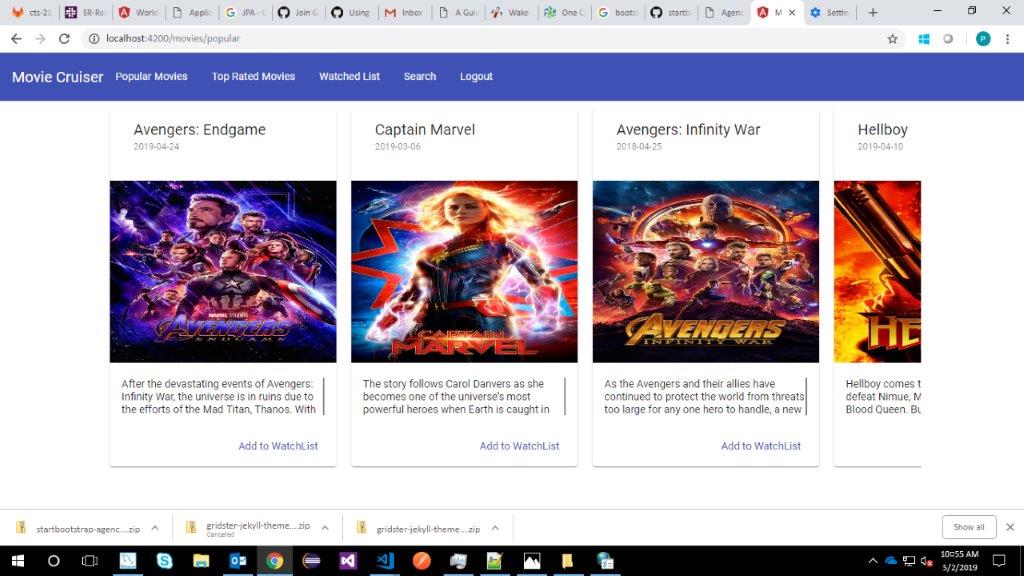 cts-23
SR-Rai
World
Applic
JPA - C
Join G
Using
Inbox
A Guid
Wake
One C
boots
startb
Agenc
M
Settin
localhost:4200/movies/popular
P
Movie Cruiser
Popular Movies
Top Rated Movies
Watched List
Search
Logout
Avengers: Endgame
2019-04-24
MARVEL STUDIOS
AVENGERS
ENDGAME
After the devastating events of Avengers:
Infinity War, the universe is in ruins due to
the efforts of the Mad Titan, Thanos. With
Add to WatchList
Captain Marvel
2019-03-06
CAPTAIN
MARVEL
The story follows Carol Danvers as she
becomes one of the universe's most
powerful heroes when Earth is caught in
Add to WatchList
Avengers: Infinity War
2018-04-25
AVENGERS
INFINITY WAR
As the Avengers and their allies have
continued to protect the world from threats
too large for any one hero to handle, a new
Add to WatchList
Hellboy
2019-04-10
HE
Hellboy comes t
defeat Nimue, M
Blood Queen. Bu
startbootstrap-agenc....zip
gridster-jekyll-theme....zip
Canceled
gridster-jekyll-theme....zip
Show all
10:55 AM
5/2/2019